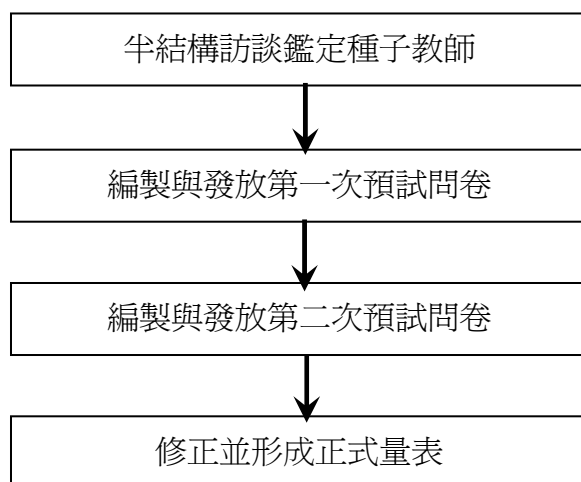 半結構訪談鑑定種子教師
編製與發放第一次預試問卷
編製與發放第二次預試問卷
修正並形成正式量表